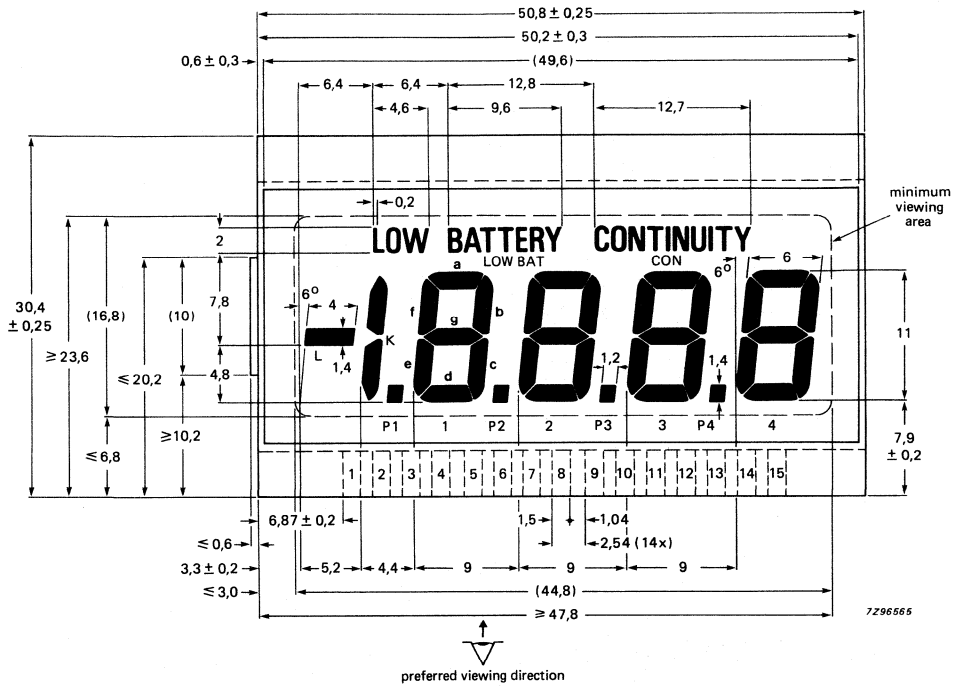 50,8 ± 0,25
50,2 ± 0,3
0,6 ± 0,3
(49,6)
6,4
6,4
12,8
4,6
9,6
12,7
minimum
viewing
area
0,2
2
LOW BATTERY CONTINUITY
LOW BAT
CON
a
6°
6
30,4
± 0,25
≥ 23,6
(16,8)
≤ 20,2
(10)
7,8
6°
4
f
b
g
K
L
1,4
4,8
e
d
c
1.8.8.8.8
1,2
1,4
11
≥10,2
≤ 6,8
P1
1
P2
2
P3
3
P4
4
7,9
± 0,2
1 2 3 4 5 6 7 8 9 10 11 12 13 14 15
6,87 ± 0,2
1,5
1,04
≤ 0,6
2,54 (14x)
3,3 ± 0,2
5,2
4,4
9
9
9
≤ 3,0
(44,8)
≥ 47,8
7Z96565
preferred viewing direction